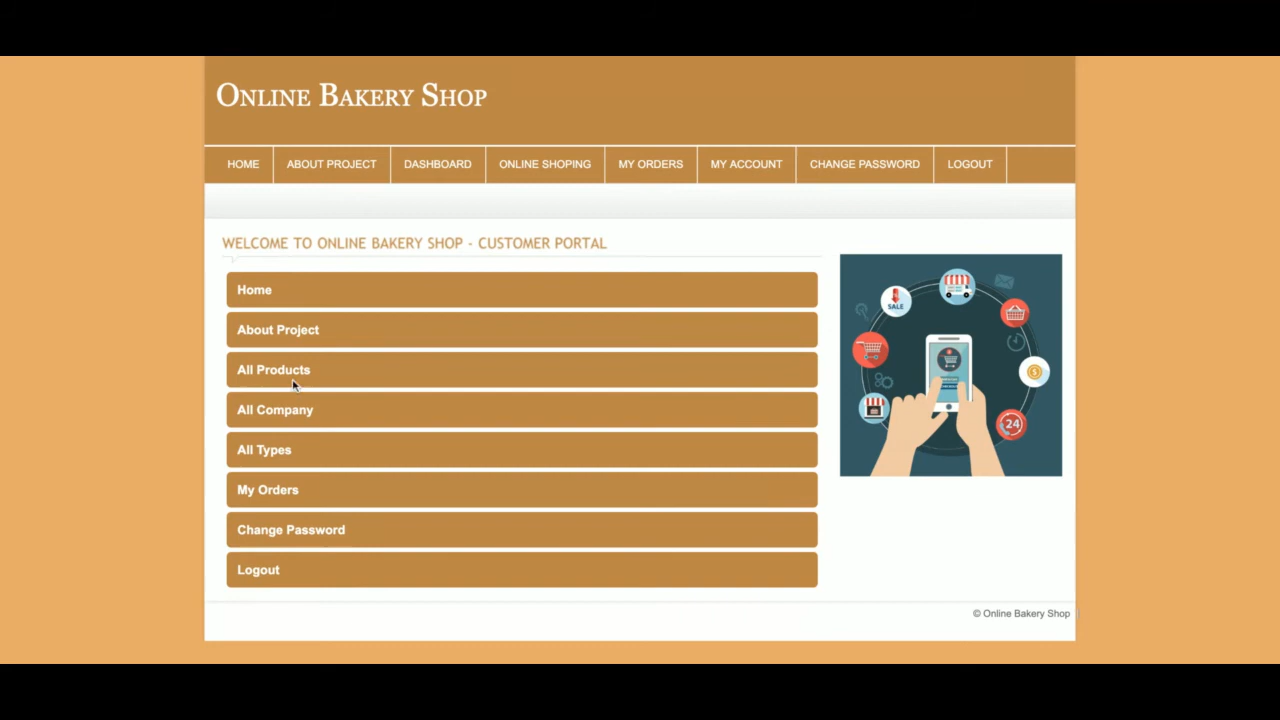 Online Bakery Shop
HOME ABOUT PROJECT DASHBOARD ONLINE SHOPING MY ORDERS MY ACCOUNT CHANGE PASSWORD LOGOUT
WELCOME TO ONLINE BAKERY SHOP - CUSTOMER PORTAL
Home
About Project
All Products
All Company
All Types
My Orders
Change Password
Logout
SALE
24
© Online Bakery Shop